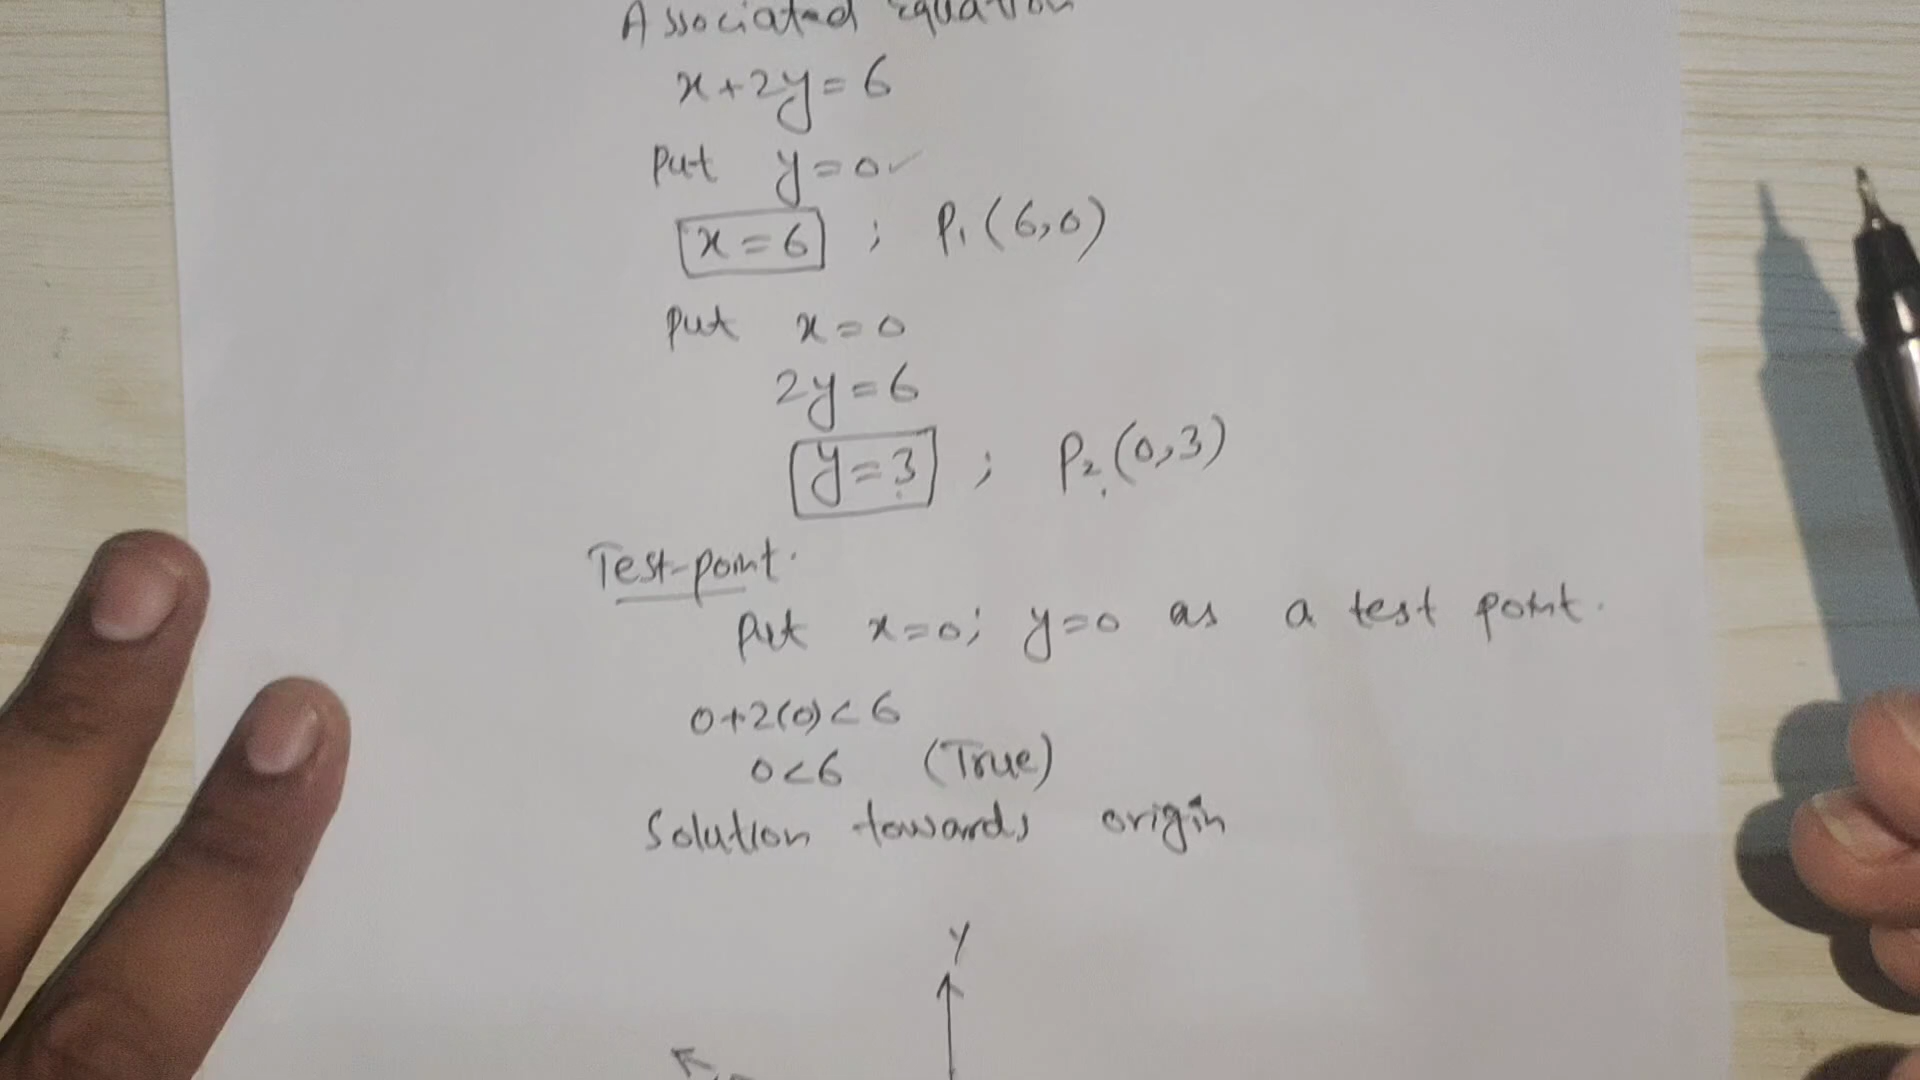 Associated equation
x+2y=6
Put y=0
x=6 ; P₁(6,0)
Put x=0
2y=6
y=3 ; P₂(0,3)
Test-point.
Put x=0; y=0 as a test point.
0+2(0)<6
0<6 (True)
Solution towards origin
Y